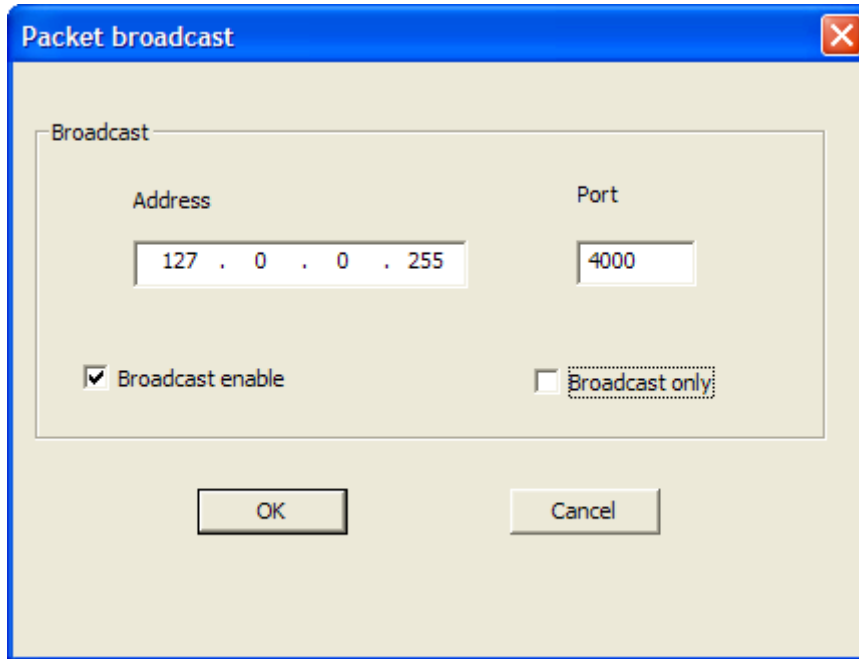 Packet broadcast
Broadcast
Address
Port
127 . 0 . 0 . 255
4000
Broadcast enable
Broadcast only
OK
Cancel